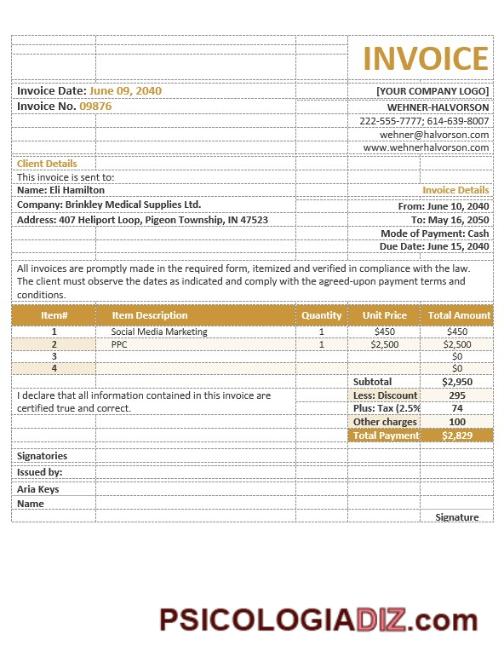 INVOICE
Invoice Date: June 09, 2040
[YOUR COMPANY LOGO]
Invoice No. 09876
WEHNER-HALVORSON
222-555-7777; 614-639-8007
wehner@halvorson.com
www.wehnerhalvorson.com
Client Details
This invoice is sent to:
Name: Eli Hamilton
Invoice Details
Company: Brinkley Medical Supplies Ltd.
From: June 10, 2040
Address: 407 Heliport Loop, Pigeon Township, IN 47523
To: May 16, 2050
Mode of Payment: Cash
Due Date: June 15, 2040
All invoices are promptly made in the required form, itemized and verified in compliance with the law.
The client must observe the dates as indicated and comply with the agreed-upon payment terms and
conditions.
Item# Item Description Quantity Unit Price Total Amount
1 Social Media Marketing 1 $450 $450
2 PPC 1 $2,500 $2,500
3 $0
4 $0
Subtotal $2,950
I declare that all information contained in this invoice are
certified true and correct.
Less: Discount 295
Plus: Tax (2.5% 74
Other charges 100
Total Payment $2,829
Signatories
Issued by:
Aria Keys
Name
Signature
PSICOLOGIADIZ.com